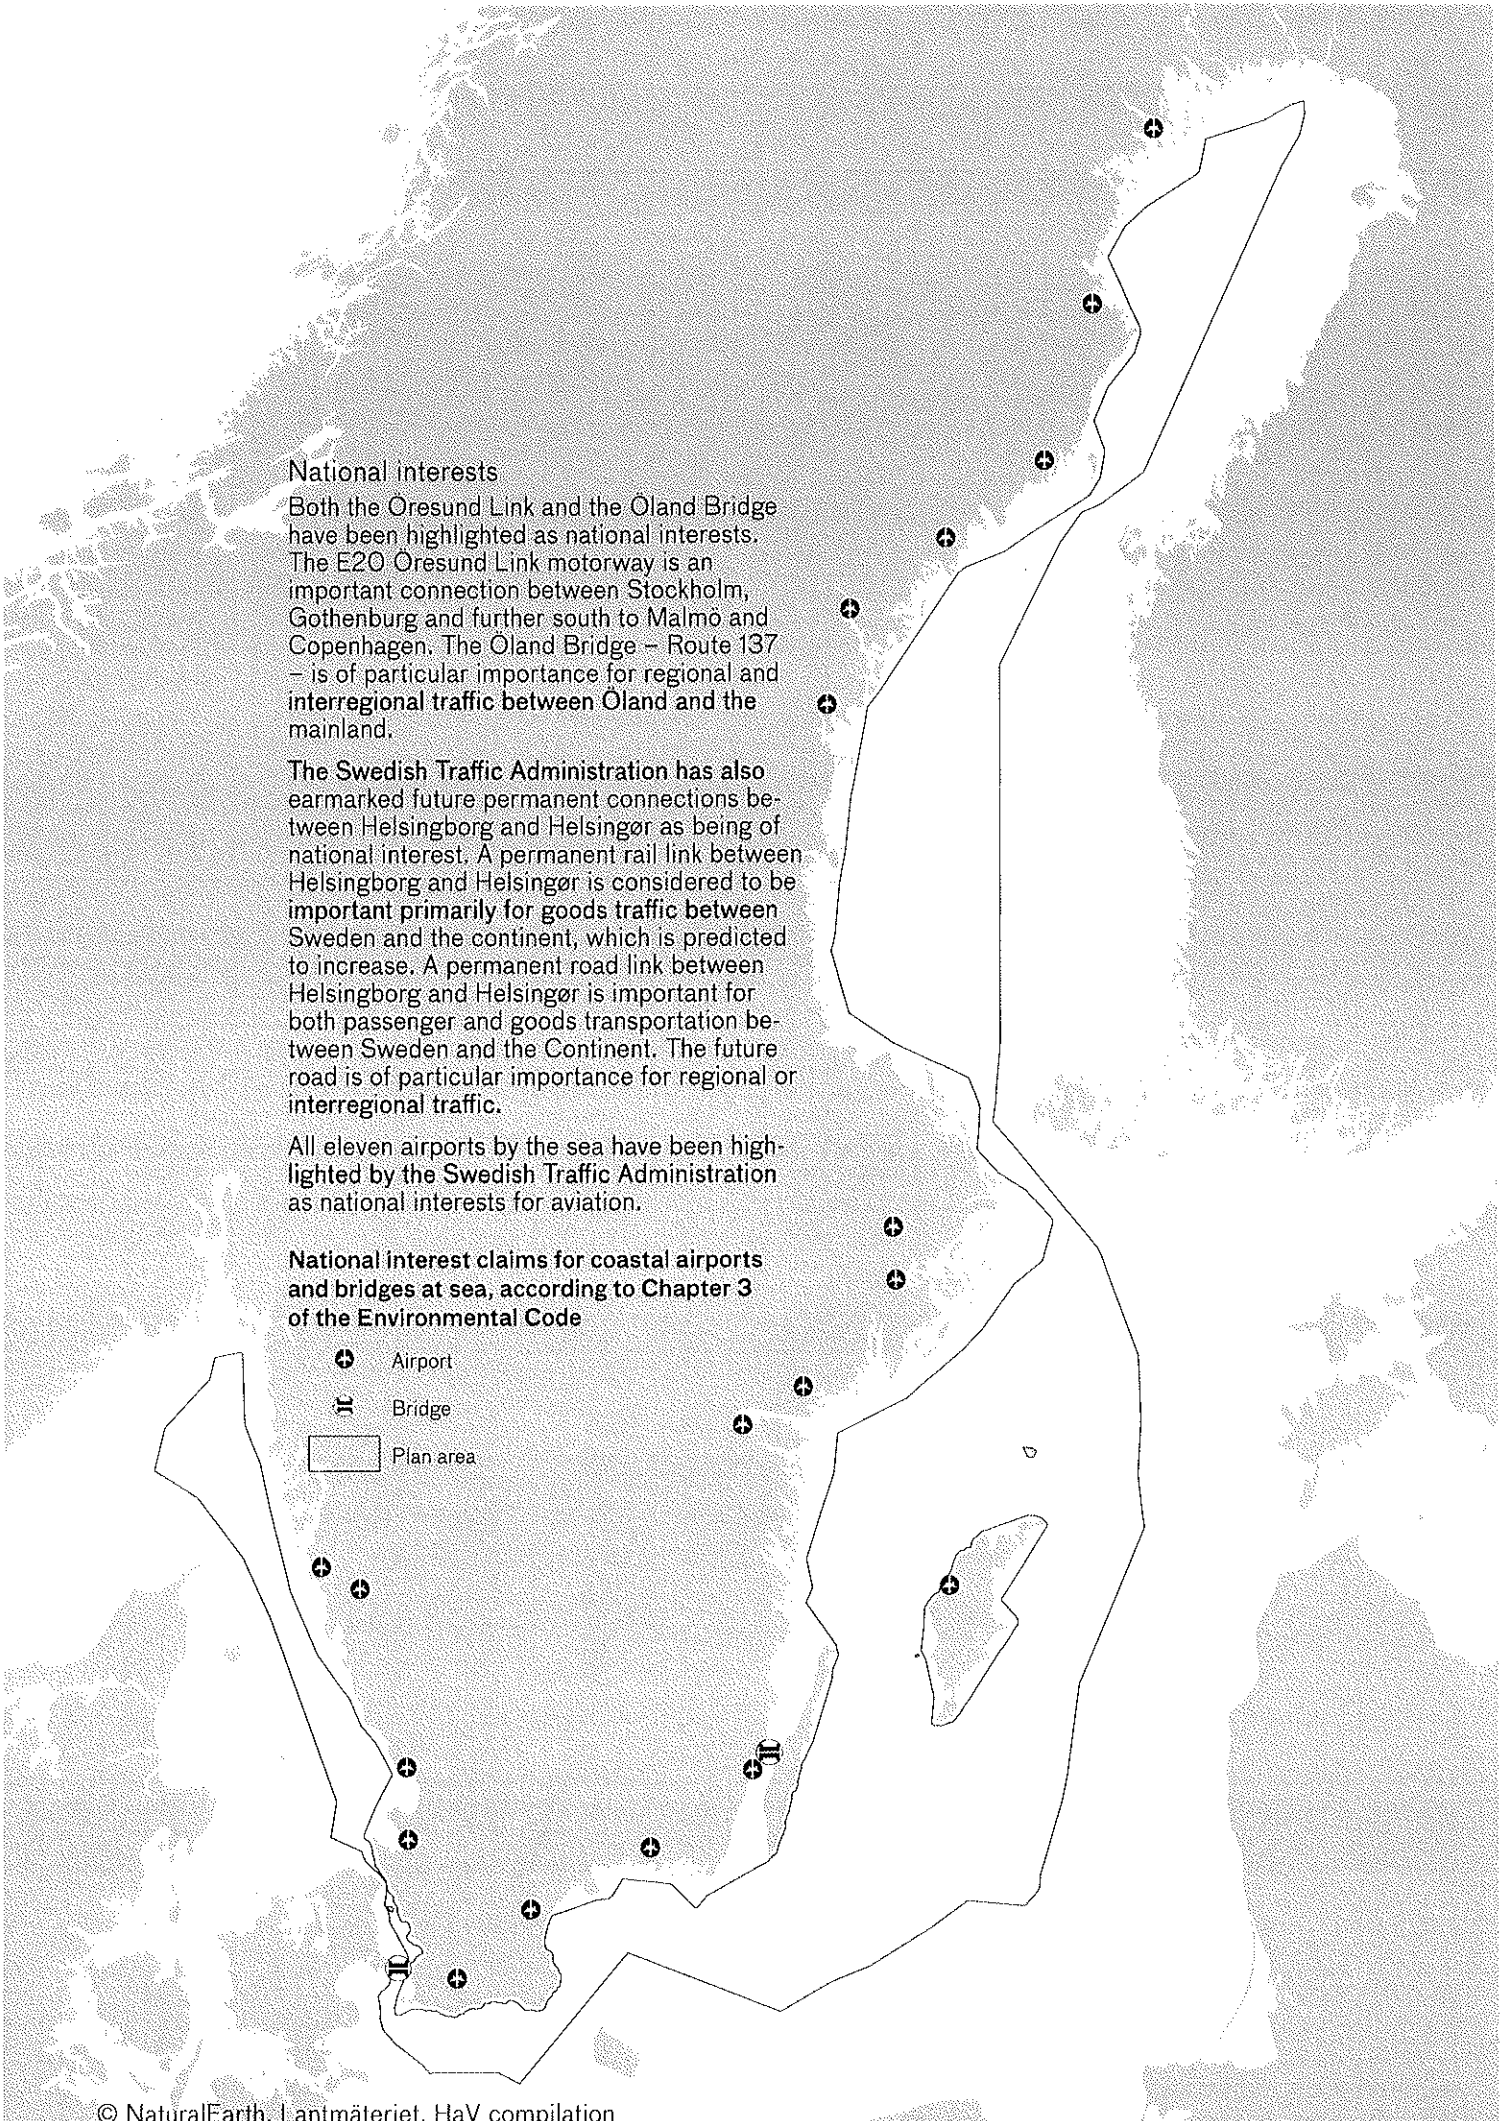 National interests
Both the Öresund Link and the Öland Bridge
have been highlighted as national interests.
The E20 Öresund Link motorway is an
important connection between Stockholm,
Gothenburg and further south to Malmö and
Copenhagen. The Öland Bridge – Route 137
– is of particular importance for regional and
interregional traffic between Öland and the
mainland.
The Swedish Traffic Administration has also
earmarked future permanent connections be-
tween Helsingborg and Helsingør as being of
national interest. A permanent rail link between
Helsingborg and Helsingør is considered to be
important primarily for goods traffic between
Sweden and the continent, which is predicted
to increase. A permanent road link between
Helsingborg and Helsingør is important for
both passenger and goods transportation be-
tween Sweden and the Continent. The future
road is of particular importance for regional or
interregional traffic.
All eleven airports by the sea have been high-
lighted by the Swedish Traffic Administration
as national interests for aviation.
National interest claims for coastal airports
and bridges at sea, according to Chapter 3
of the Environmental Code
Airport
Bridge
Plan area
© NaturalEarth, Lantmäteriet, HaV compilation